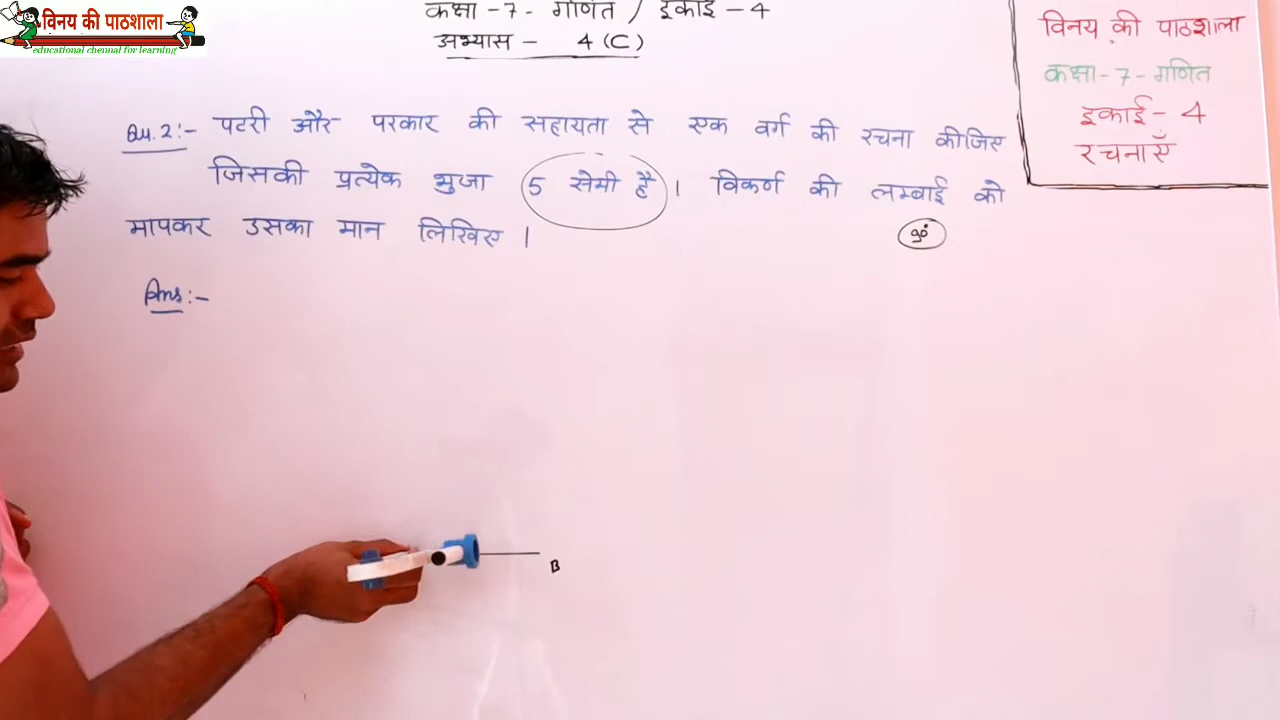 विनय की पाठशाला
educational chennal for learning
कक्षा - 7 - गणित / इकाई - 4
अभ्यास - 4 (C)
विनय की पाठशाला
कक्षा - 7 - गणित
इकाई - 4
रचनाएँ
Qu. 2 :- पटरी और परकार की सहायता से एक वर्ग की रचना कीजिए
जिसकी प्रत्येक भुजा 5 सेमी है । विकर्ण की लम्बाई को
मापकर उसका मान लिखिए ।
90°
Ans :-
B